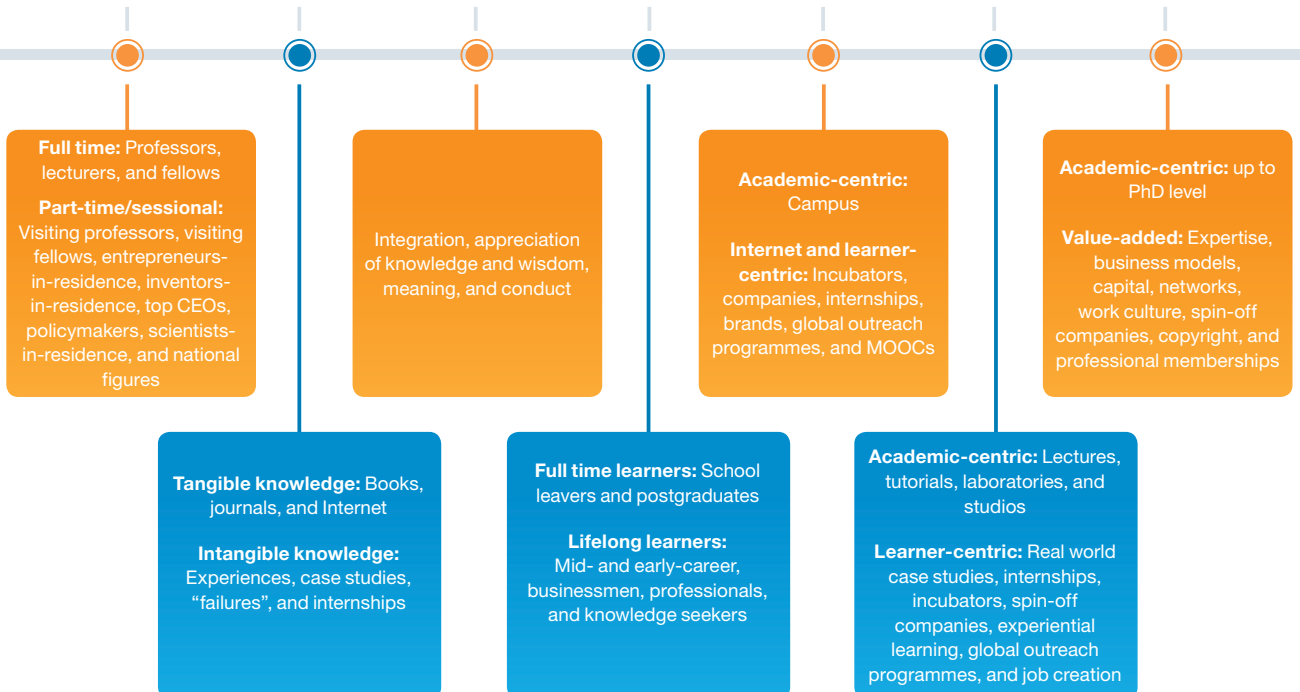 Full time: Professors,
lecturers, and fellows
Part-time/sessional:
Visiting professors, visiting
fellows, entrepreneurs-
in-residence, inventors-
in-residence, top CEOs,
policymakers, scientists-
in-residence, and national
figures
Tangible knowledge: Books,
journals, and Internet
Intangible knowledge:
Experiences, case studies,
“failures”, and internships
Integration, appreciation
of knowledge and wisdom,
meaning, and conduct
Full time learners: School
leavers and postgraduates
Lifelong learners:
Mid- and early-career,
businessmen, professionals,
and knowledge seekers
Academic-centric:
Campus
Internet and learner-
centric: Incubators,
companies, internships,
brands, global outreach
programmes, and MOOCs
Academic-centric: Lectures,
tutorials, laboratories, and
studios
Learner-centric: Real world
case studies, internships,
incubators, spin-off
companies, experiential
learning, global outreach
programmes, and job creation
Academic-centric: up to
PhD level
Value-added: Expertise,
business models,
capital, networks,
work culture, spin-off
companies, copyright, and
professional memberships